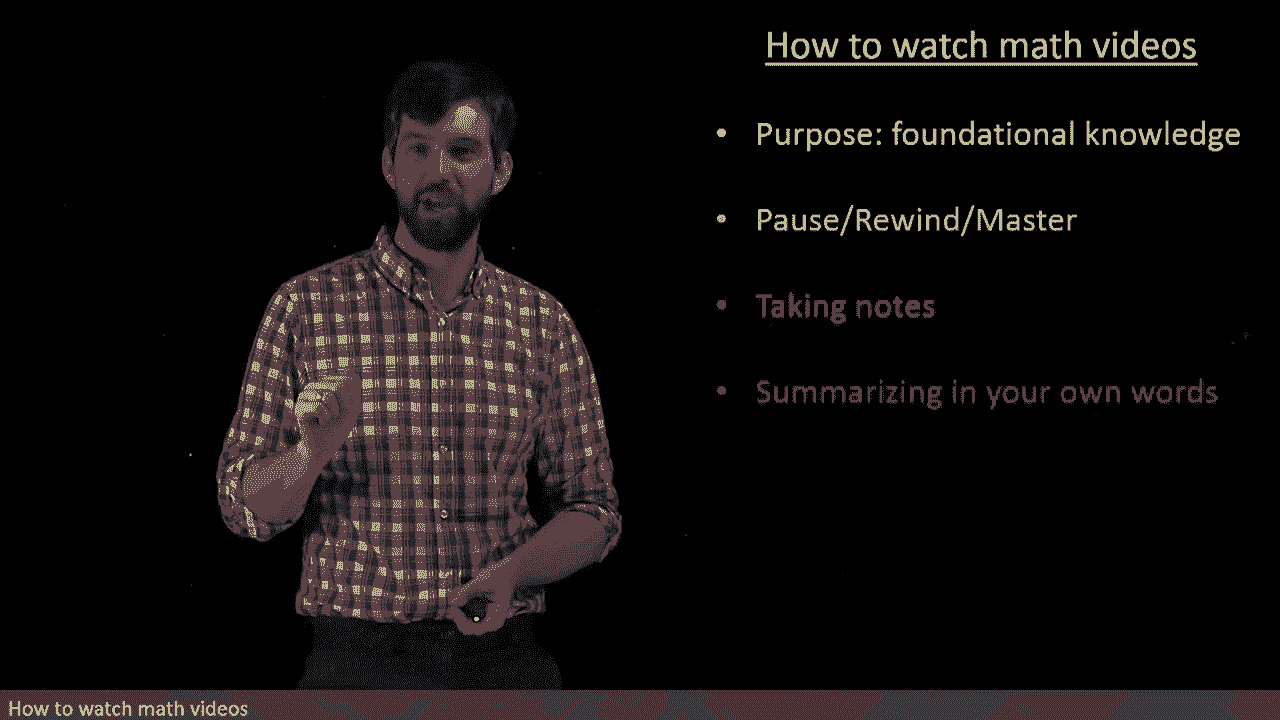 How to watch math videos
• Purpose: foundational knowledge
• Pause/Rewind/Master
• Taking notes
• Summarizing in your own words
How to watch math videos